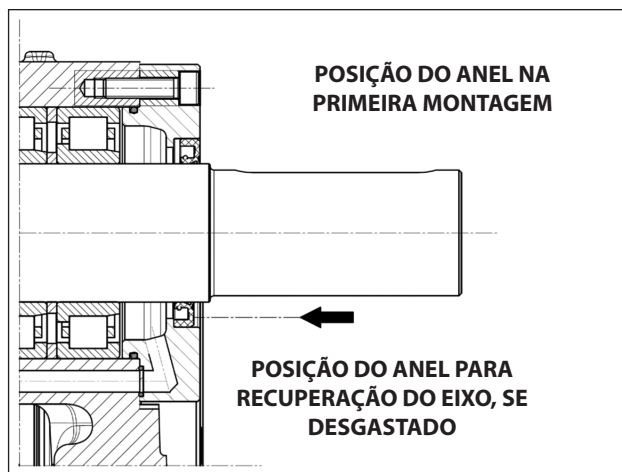 POSIÇÃO DO ANEL NA
PRIMEIRA MONTAGEM
POSIÇÃO DO ANEL PARA
RECUPERAÇÃO DO EIXO, SE
DESGASTADO